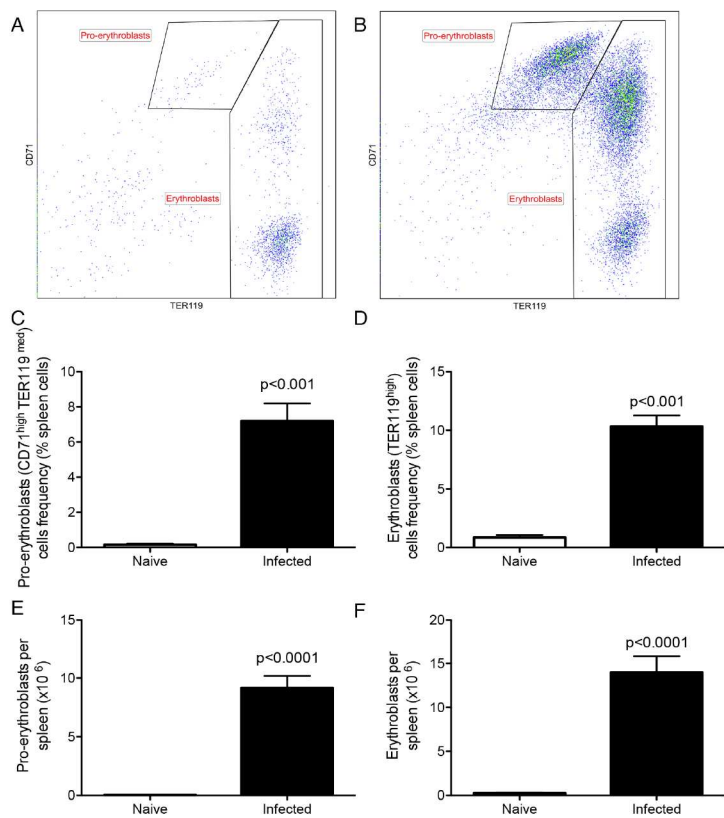 A
Pro-erythroblasts
CD71
Erythroblasts
TER119
B
Pro-erythroblasts
CD71
Erythroblasts
TER119
C
Pro-erythroblasts (CD71high TER119 med)
cells frequency (% spleen cells)
10
8
6
4
2
0
p<0.001
Naive
Infected
D
Erythroblasts (TER119high)
cells frequency (% spleen cells)
15
10
5
0
p<0.001
Naive
Infected
E
Pro-erythroblasts per
spleen (x10 6)
15
10
5
0
p<0.0001
Naive
Infected
F
Erythroblasts per
spleen (x10 6)
20
15
10
5
0
p<0.0001
Naive
Infected